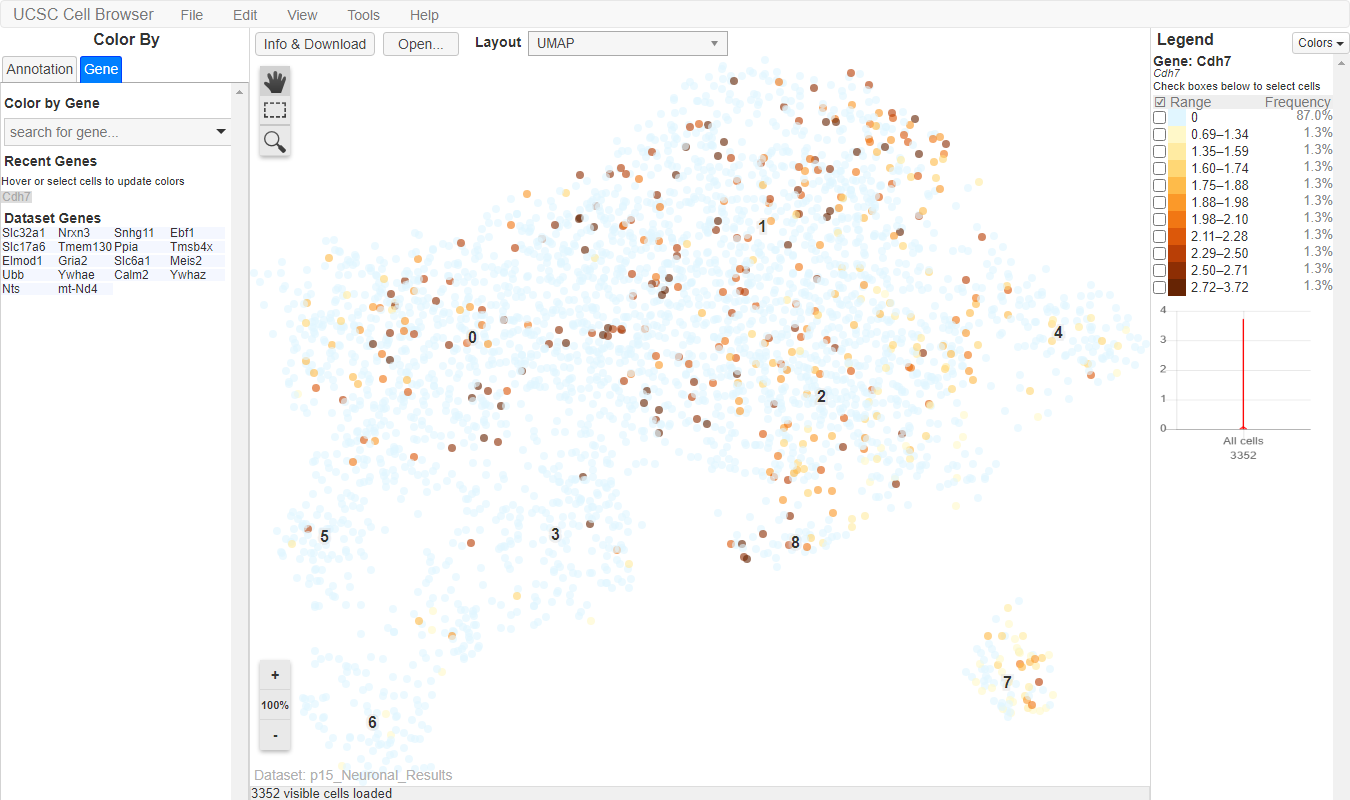 UCSC Cell Browser File Edit View Tools Help
Color By
Annotation Gene
Color by Gene
search for gene...
Recent Genes
Hover or select cells to update colors
Cdh7
Dataset Genes
Slc32a1 Nrxn3 Snhg11 Ebf1
Slc17a6 Tmem130 Ppia Tmsb4x
Elmod1 Gria2 Slc6a1 Meis2
Ubb Ywhae Calm2 Ywhaz
Nts mt-Nd4
Info & Download Open... Layout UMAP
1
0
4
2
5
3
8
7
6
+
100%
-
Dataset: p15_Neuronal_Results
3352 visible cells loaded
Legend Colors
Gene: Cdh7
Cdh7
Check boxes below to select cells
Range Frequency
0 87.0%
0.69–1.34 1.3%
1.35–1.59 1.3%
1.60–1.74 1.3%
1.75–1.88 1.3%
1.88–1.98 1.3%
1.98–2.10 1.3%
2.11–2.28 1.3%
2.29–2.50 1.3%
2.50–2.71 1.3%
2.72–3.72 1.3%
4
3
2
1
0
All cells
3352